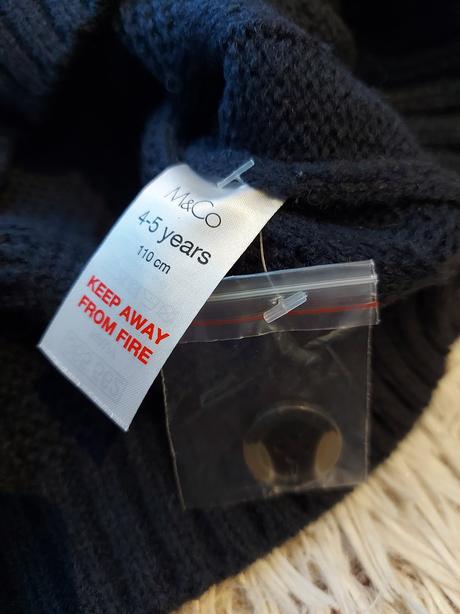 M&Co
4-5 years
110 cm
KEEP AWAY
FROM FIRE